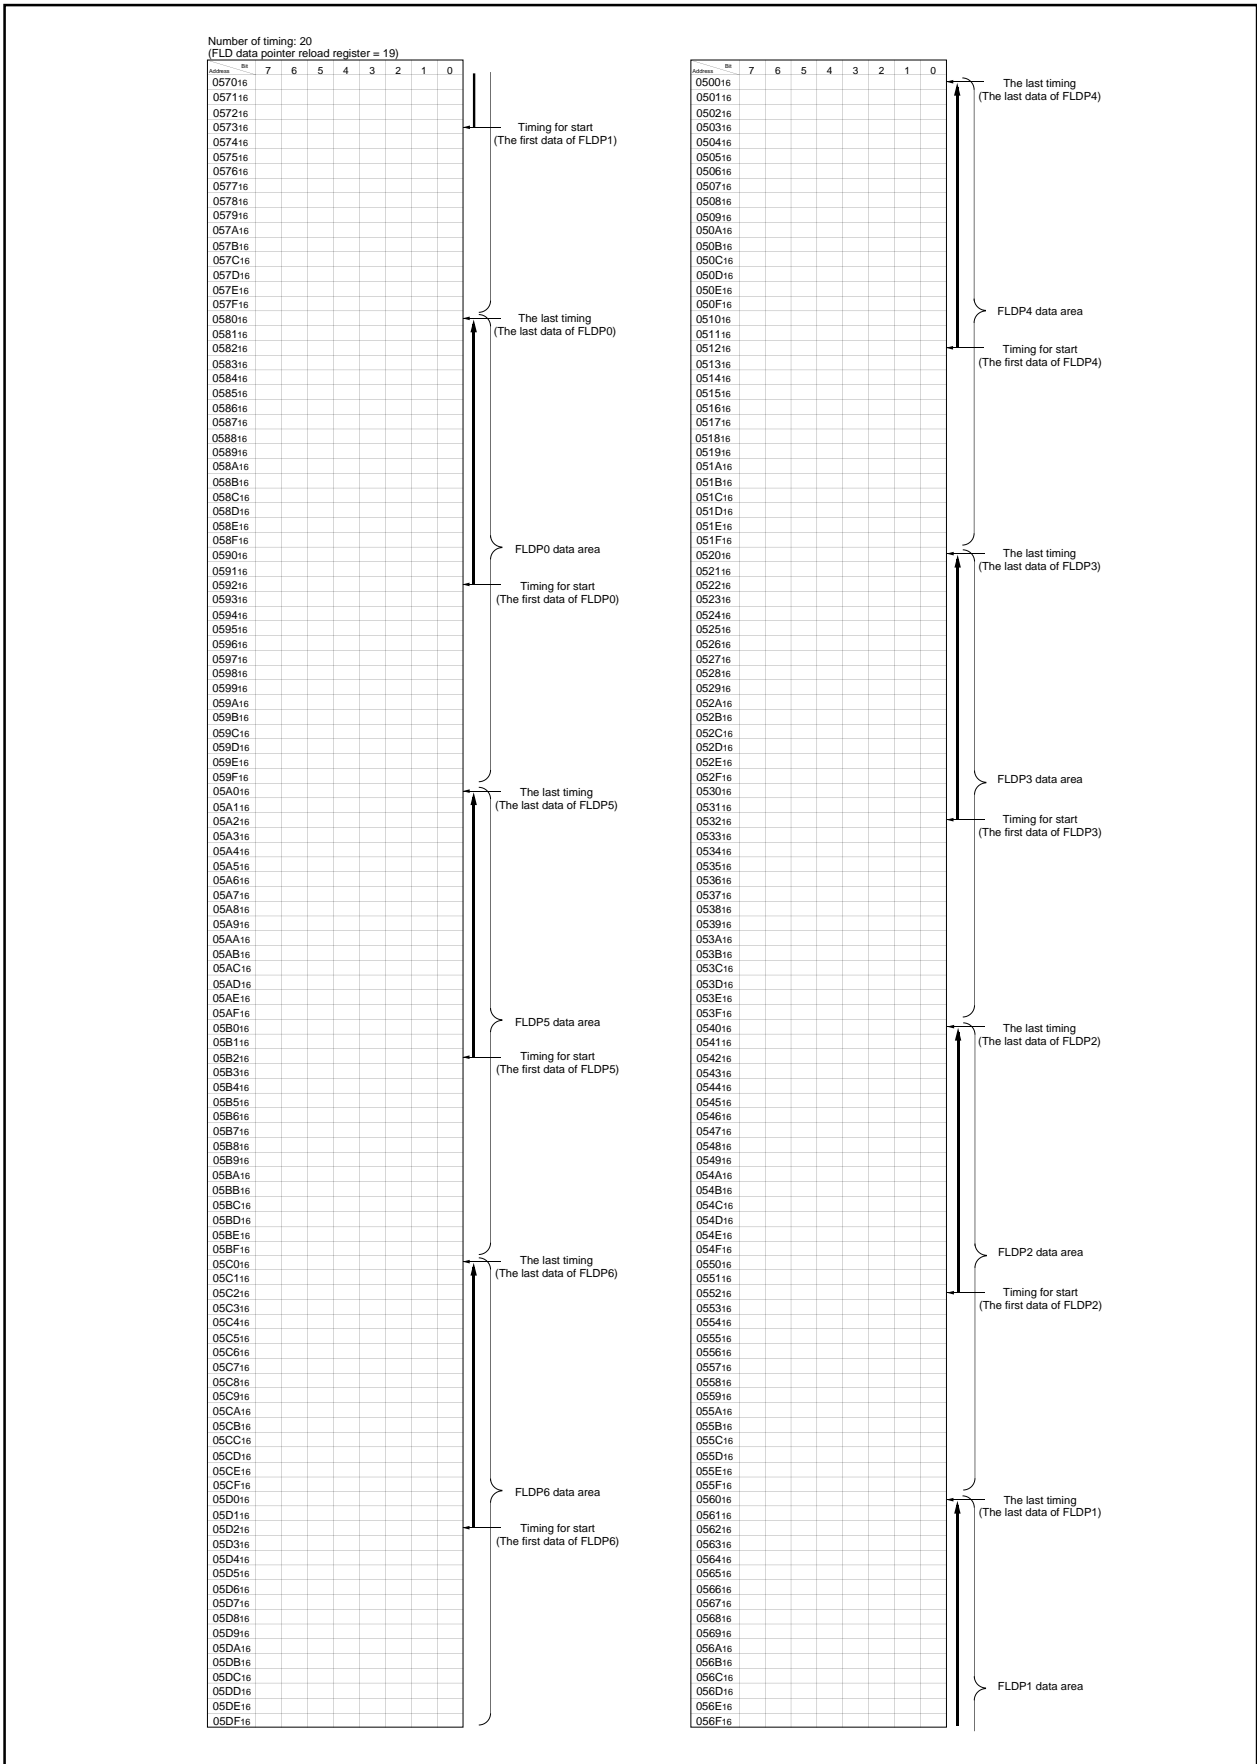 Number of timing: 20
(FLD data pointer reload register = 19)
Bit
Address 7 6 5 4 3 2 1 0
057016
057116
057216
057316
Timing for start
(The first data of FLDP1)
057416
057516
057616
057716
057816
057916
057A16
057B16
057C16
057D16
057E16
057F16
058016
The last timing
(The last data of FLDP0)
058116
058216
058316
058416
058516
058616
058716
058816
058916
058A16
058B16
058C16
058D16
058E16
058F16
FLDP0 data area
059016
059116
059216
Timing for start
(The first data of FLDP0)
059316
059416
059516
059616
059716
059816
059916
059A16
059B16
059C16
059D16
059E16
059F16
05A016
The last timing
(The last data of FLDP5)
05A116
05A216
05A316
05A416
05A516
05A616
05A716
05A816
05A916
05AA16
05AB16
05AC16
05AD16
05AE16
05AF16
FLDP5 data area
05B016
05B116
05B216
Timing for start
(The first data of FLDP5)
05B316
05B416
05B516
05B616
05B716
05B816
05B916
05BA16
05BB16
05BC16
05BD16
05BE16
05BF16
05C016
The last timing
(The last data of FLDP6)
05C116
05C216
05C316
05C416
05C516
05C616
05C716
05C816
05C916
05CA16
05CB16
05CC16
05CD16
05CE16
05CF16
FLDP6 data area
05D016
05D116
05D216
Timing for start
(The first data of FLDP6)
05D316
05D416
05D516
05D616
05D716
05D816
05D916
05DA16
05DB16
05DC16
05DD16
05DE16
05DF16
Bit
Address 7 6 5 4 3 2 1 0
050016
The last timing
(The last data of FLDP4)
050116
050216
050316
050416
050516
050616
050716
050816
050916
050A16
050B16
050C16
050D16
050E16
050F16
FLDP4 data area
051016
051116
051216
Timing for start
(The first data of FLDP4)
051316
051416
051516
051616
051716
051816
051916
051A16
051B16
051C16
051D16
051E16
051F16
052016
The last timing
(The last data of FLDP3)
052116
052216
052316
052416
052516
052616
052716
052816
052916
052A16
052B16
052C16
052D16
052E16
052F16
FLDP3 data area
053016
053116
053216
Timing for start
(The first data of FLDP3)
053316
053416
053516
053616
053716
053816
053916
053A16
053B16
053C16
053D16
053E16
053F16
054016
The last timing
(The last data of FLDP2)
054116
054216
054316
054416
054516
054616
054716
054816
054916
054A16
054B16
054C16
054D16
054E16
054F16
FLDP2 data area
055016
055116
055216
Timing for start
(The first data of FLDP2)
055316
055416
055516
055616
055716
055816
055916
055A16
055B16
055C16
055D16
055E16
055F16
056016
The last timing
(The last data of FLDP1)
056116
056216
056316
056416
056516
056616
056716
056816
056916
056A16
056B16
056C16
FLDP1 data area
056D16
056E16
056F16